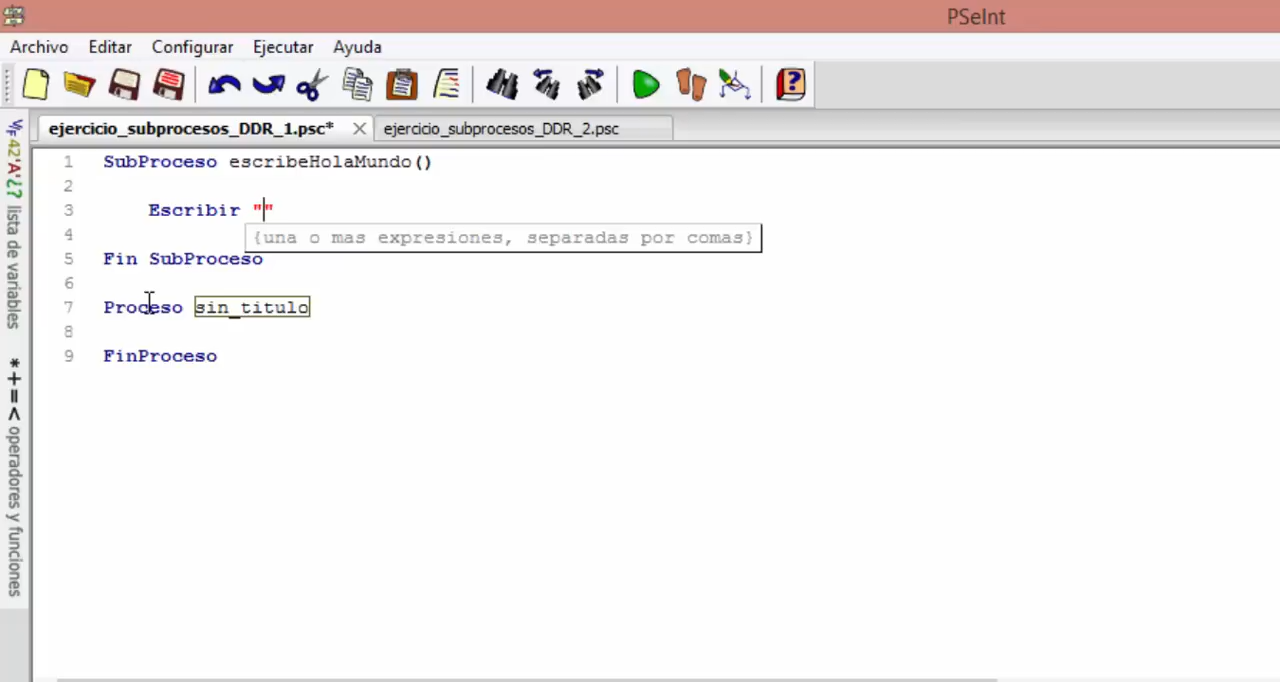 PSeInt
Archivo Editar Configurar Ejecutar Ayuda
ejercicio_subprocesos_DDR_1.psc* ejercicio_subprocesos_DDR_2.psc
1 SubProceso escribeHolaMundo()
2
3 Escribir ""
4 {una o mas expresiones, separadas por comas}
5 Fin SubProceso
6
7 Proceso sin_titulo
8
9 FinProceso
42 'A' ¿? lista de variables
*+=< operadores y funciones